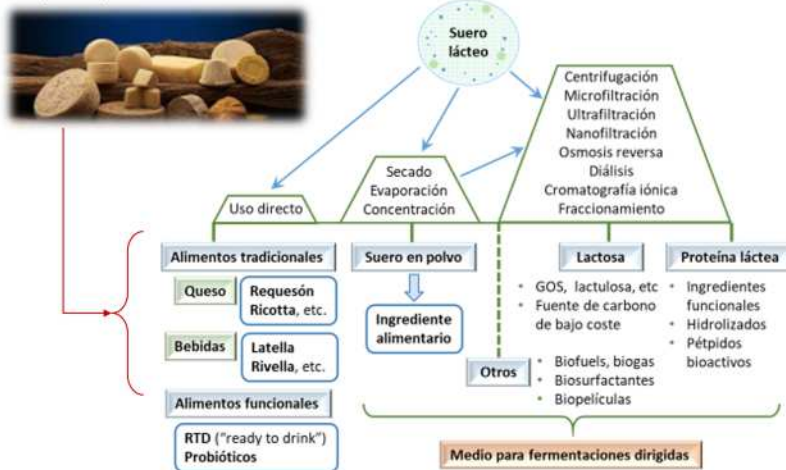 Suero
lácteo
Centrifugación
Microfiltración
Ultrafiltración
Nanofiltración
Osmosis reversa
Diálisis
Cromatografía iónica
Fraccionamiento
Secado
Evaporación
Concentración
Uso directo
Alimentos tradicionales
Suero en polvo
Lactosa
Proteína láctea
Queso
Requesón
Ricotta, etc.
Ingrediente
alimentario
• GOS, lactulosa, etc
• Fuente de carbono
de bajo coste
• Ingredientes
funcionales
• Hidrolizados
• Pétpidos
bioactivos
Bebidas
Latella
Rivella, etc.
Otros
• Biofuels, biogas
• Biosurfactantes
• Biopelículas
Alimentos funcionales
RTD ("ready to drink")
Probióticos
Medio para fermentaciones dirigidas